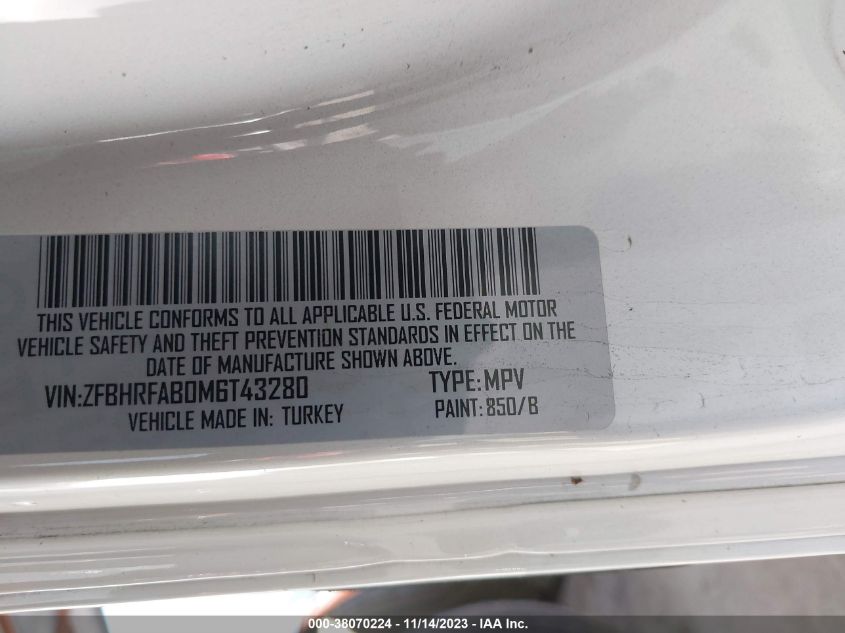 THIS VEHICLE CONFORMS TO ALL APPLICABLE U.S. FEDERAL MOTOR
VEHICLE SAFETY AND THEFT PREVENTION STANDARDS IN EFFECT ON THE
DATE OF MANUFACTURE SHOWN ABOVE.
VIN:ZFBHRFAB0M6T43280 TYPE:MPV
VEHICLE MADE IN: TURKEY PAINT: 850/B
000-38070224 - 11/14/2023 - IAA Inc.